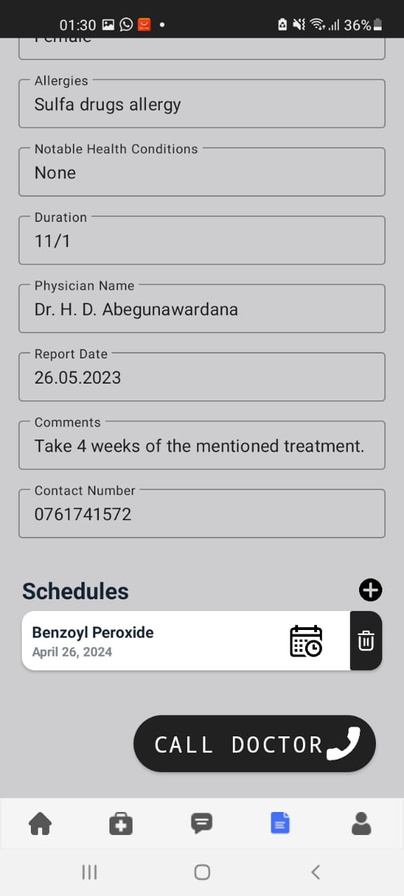 01:30
36%
Female
Allergies
Sulfa drugs allergy
Notable Health Conditions
None
Duration
11/1
Physician Name
Dr. H. D. Abegunawardana
Report Date
26.05.2023
Comments
Take 4 weeks of the mentioned treatment.
Contact Number
0761741572
Schedules
Benzoyl Peroxide
April 26, 2024
CALL DOCTOR